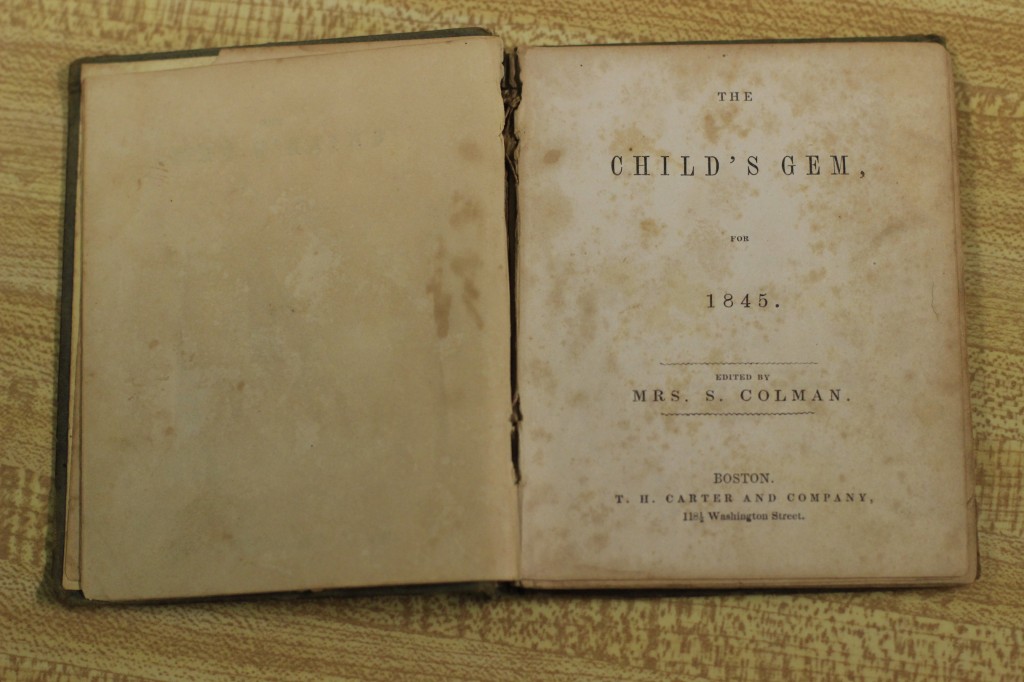 THE
CHILD'S GEM,
FOR
1845.
EDITED BY
MRS. S. COLMAN.
BOSTON.
T. H. CARTER AND COMPANY,
118½ Washington Street.